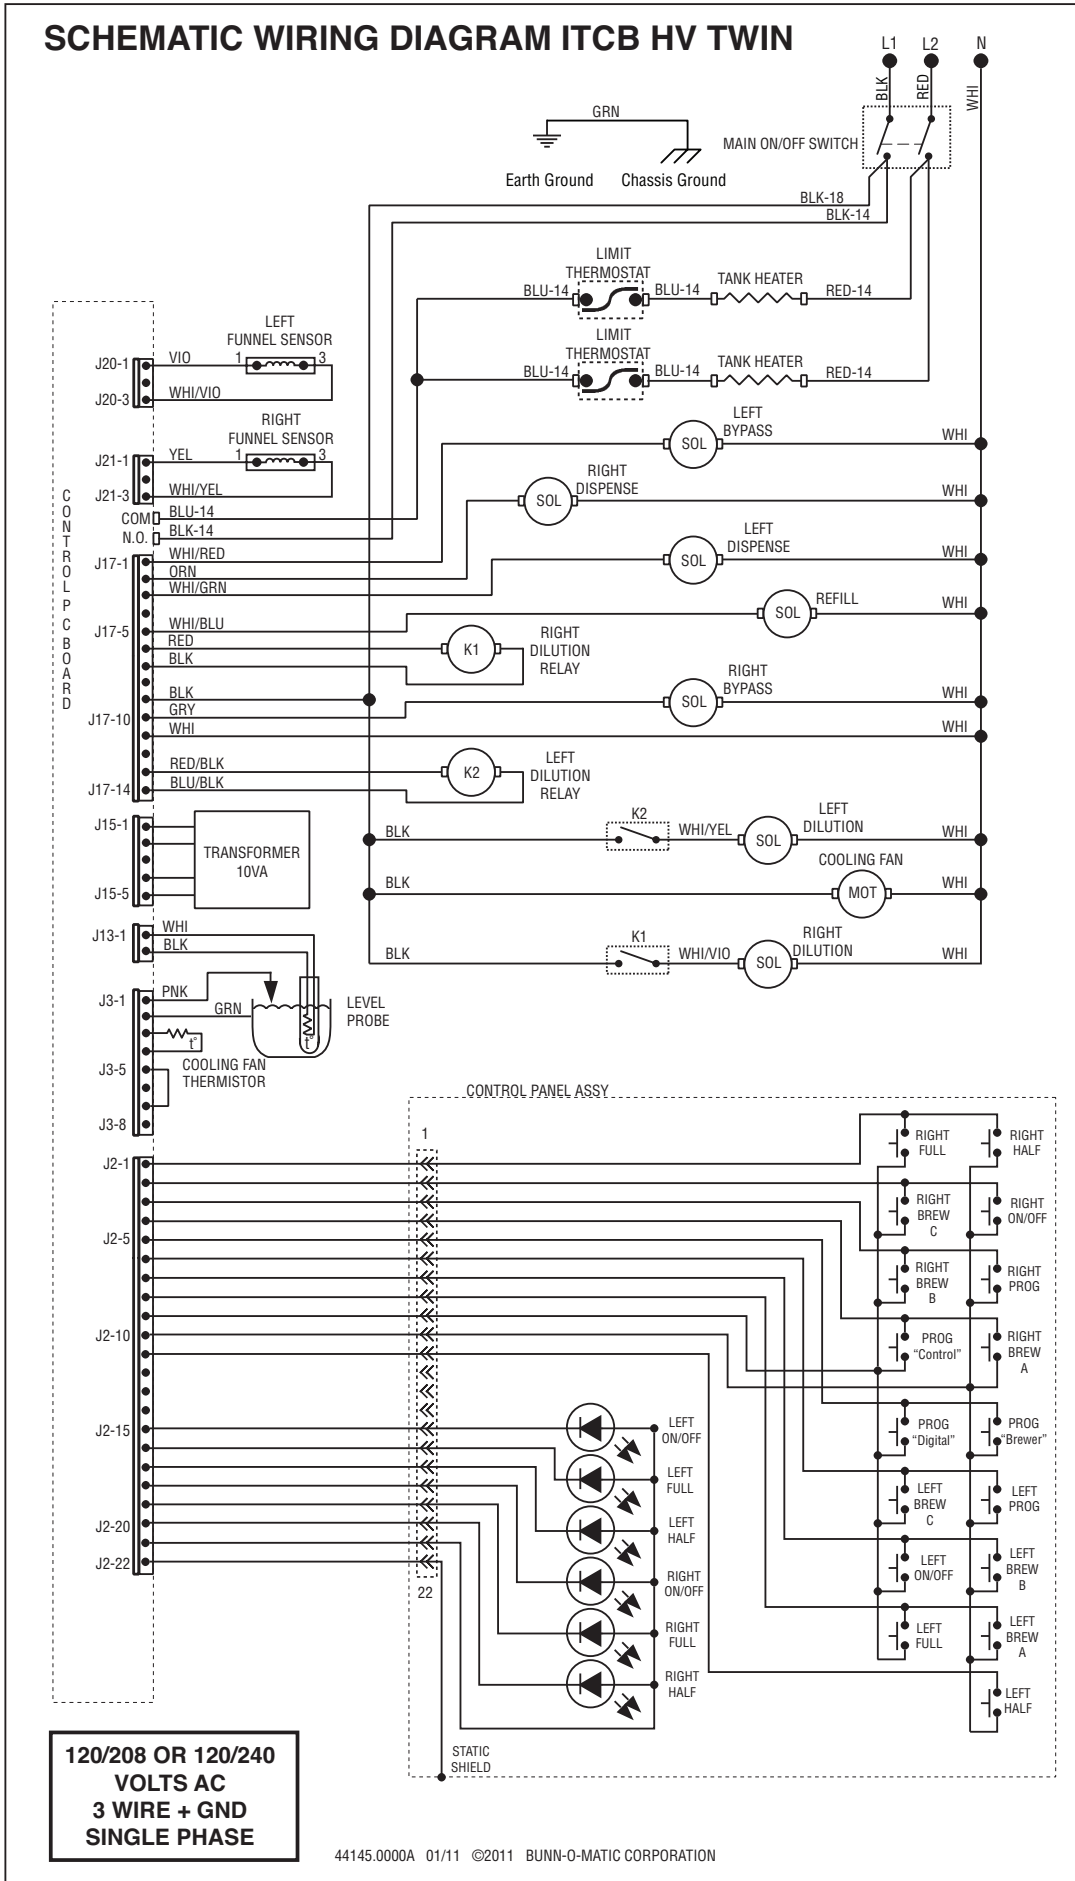 SCHEMATIC WIRING DIAGRAM ITCB HV TWIN
L1
L2
N
BLK
RED
WHI
GRN
Earth Ground
Chassis Ground
MAIN ON/OFF SWITCH
BLK-18
BLK-14
LIMIT
THERMOSTAT
BLU-14
BLU-14
TANK HEATER
RED-14
LIMIT
THERMOSTAT
BLU-14
BLU-14
TANK HEATER
RED-14
CONTROL PC BOARD
LEFT
FUNNEL SENSOR
J20-1
VIO
1
3
J20-3
WHI/VIO
RIGHT
FUNNEL SENSOR
J21-1
YEL
1
3
J21-3
WHI/YEL
COM
BLU-14
N.O.
BLK-14
J17-1
WHI/RED
ORN
WHI/GRN
J17-5
WHI/BLU
RED
BLK
BLK
J17-10
GRY
WHI
RED/BLK
J17-14
BLU/BLK
SOL
LEFT
BYPASS
WHI
SOL
RIGHT
DISPENSE
WHI
SOL
LEFT
DISPENSE
WHI
SOL
REFILL
WHI
K1
RIGHT
DILUTION
RELAY
SOL
RIGHT
BYPASS
WHI
WHI
K2
LEFT
DILUTION
RELAY
J15-1
J15-5
TRANSFORMER
10VA
BLK
K2
WHI/YEL
SOL
LEFT
DILUTION
WHI
BLK
COOLING FAN
MOT
WHI
BLK
K1
WHI/VIO
SOL
RIGHT
DILUTION
WHI
J13-1
WHI
BLK
J3-1
PNK
GRN
t°
t°
LEVEL
PROBE
COOLING FAN
THERMISTOR
J3-5
J3-8
CONTROL PANEL ASSY
1
22
J2-1
J2-5
J2-10
J2-15
J2-20
J2-22
RIGHT
FULL
RIGHT
HALF
RIGHT
BREW
C
RIGHT
ON/OFF
RIGHT
BREW
B
RIGHT
PROG
PROG
"Control"
RIGHT
BREW
A
PROG
"Digital"
PROG
"Brewer"
LEFT
BREW
C
LEFT
PROG
LEFT
ON/OFF
LEFT
BREW
B
LEFT
FULL
LEFT
BREW
A
LEFT
HALF
LEFT
ON/OFF
LEFT
FULL
LEFT
HALF
RIGHT
ON/OFF
RIGHT
FULL
RIGHT
HALF
STATIC
SHIELD
120/208 OR 120/240
VOLTS AC
3 WIRE + GND
SINGLE PHASE
44145.0000A 01/11 ©2011 BUNN-O-MATIC CORPORATION